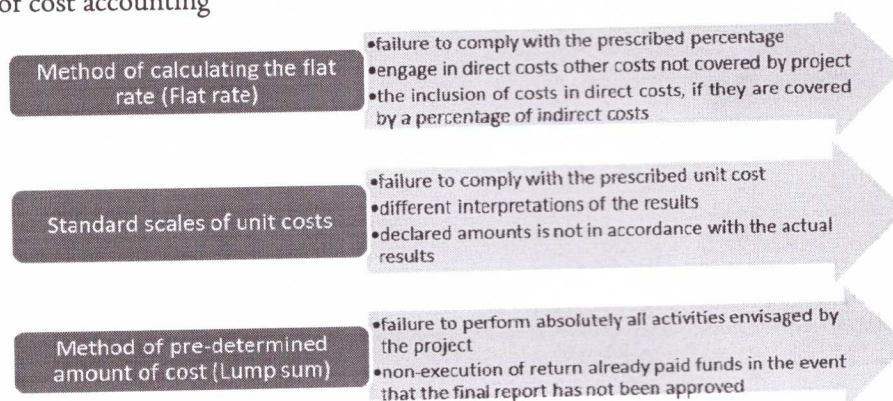 of cost accounting
Method of calculating the flat
rate (Flat rate)
•failure to comply with the prescribed percentage
•engage in direct costs other costs not covered by project
•the inclusion of costs in direct costs, if they are covered
by a percentage of indirect costs
Standard scales of unit costs
•failure to comply with the prescribed unit cost
•different interpretations of the results
•declared amounts is not in accordance with the actual
results
Method of pre-determined
amount of cost (Lump sum)
•failure to perform absolutely all activities envisaged by
the project
•non-execution of return already paid funds in the event
that the final report has not been approved